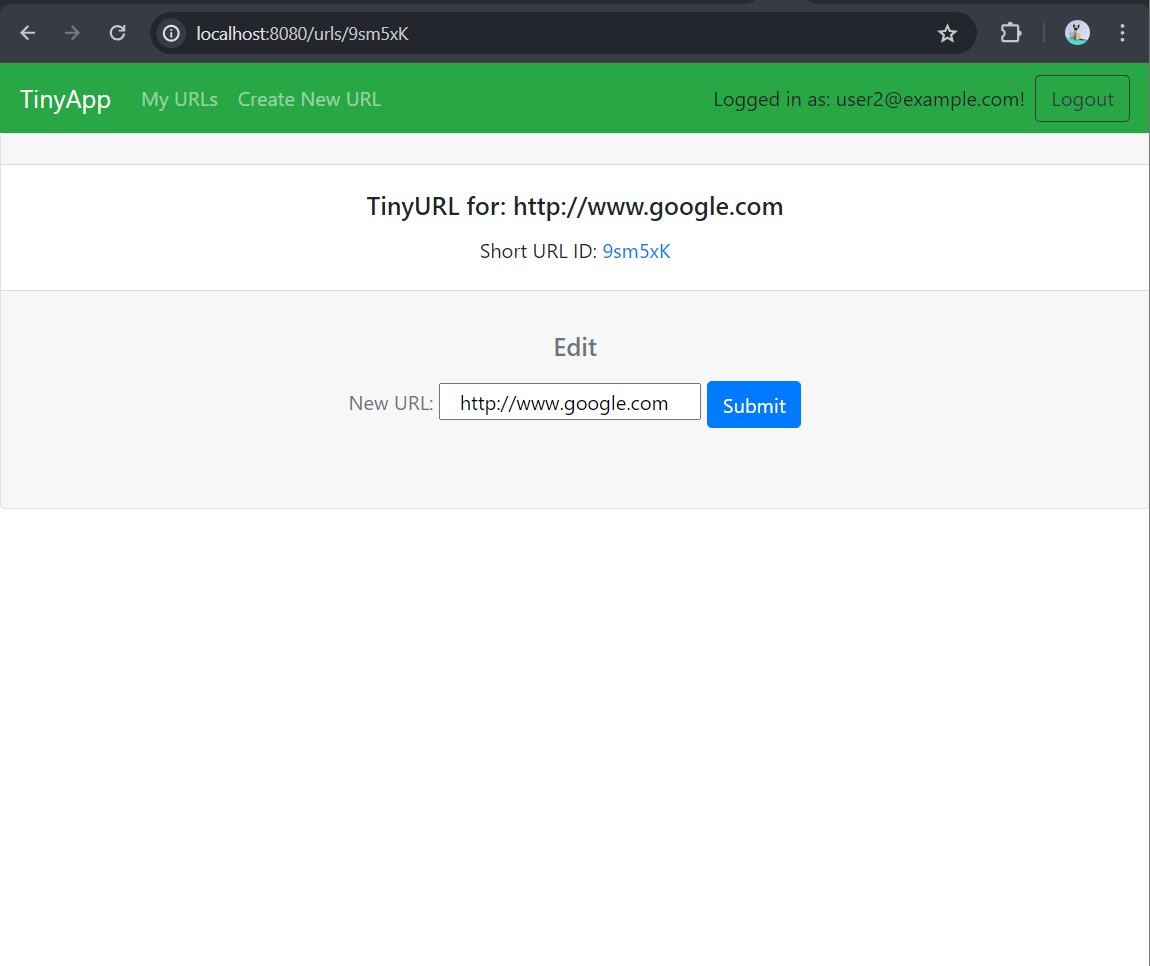 localhost:8080/urls/9sm5xK
TinyApp My URLs Create New URL Logged in as: user2@example.com! Logout
TinyURL for: http://www.google.com
Short URL ID: 9sm5xK
Edit
New URL: http://www.google.com Submit